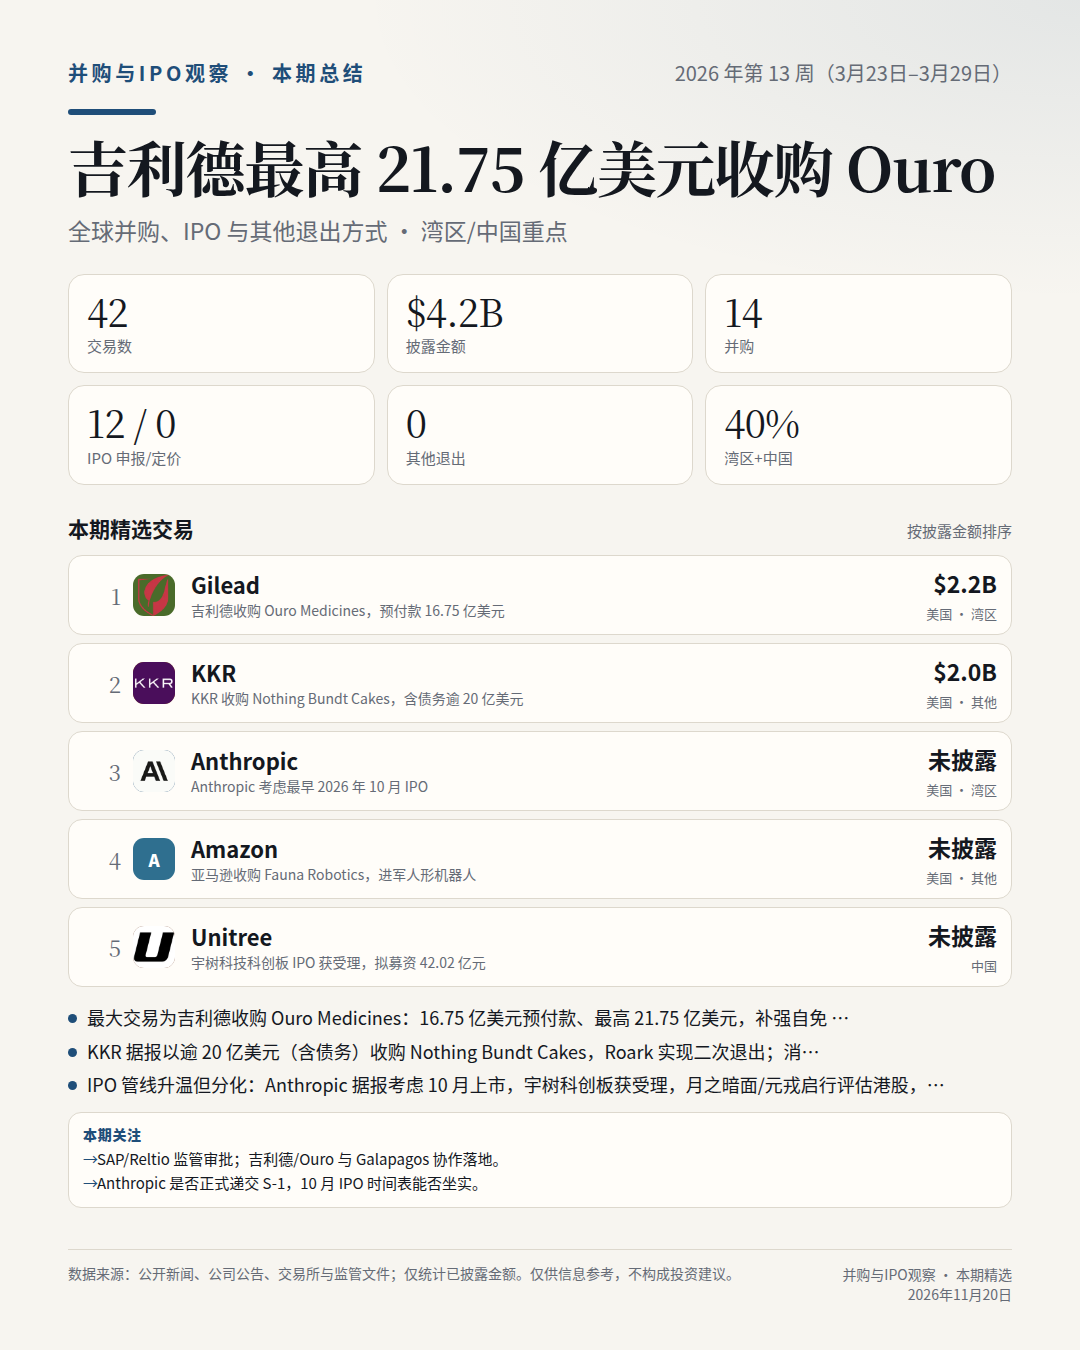 并购与IPO观察 • 本期总结
2026 年第 13 周（3月23日–3月29日）
吉利德最高 21.75 亿美元收购 Ouro
全球并购、IPO 与其他退出方式 • 湾区/中国重点
42
交易数
$4.2B
披露金额
14
并购
12 / 0
IPO 申报/定价
0
其他退出
40%
湾区+中国
本期精选交易
按披露金额排序
1
Gilead
吉利德收购 Ouro Medicines，预付款 16.75 亿美元
$2.2B
美国 • 湾区
2
KKR
KKR
KKR 收购 Nothing Bundt Cakes，含债务逾 20 亿美元
$2.0B
美国 • 其他
3
Anthropic
Anthropic 考虑最早 2026 年 10 月 IPO
未披露
美国 • 湾区
4
A
Amazon
亚马逊收购 Fauna Robotics，进军人形机器人
未披露
美国 • 其他
5
Unitree
宇树科技科创板 IPO 获受理，拟募资 42.02 亿元
未披露
中国
最大交易为吉利德收购 Ouro Medicines：16.75 亿美元预付款、最高 21.75 亿美元，补强自免 …
KKR 据报以逾 20 亿美元（含债务）收购 Nothing Bundt Cakes，Roark 实现二次退出；消…
IPO 管线升温但分化：Anthropic 据报考虑 10 月上市，宇树科创板获受理，月之暗面/元戎启行评估港股，…
本期关注
→SAP/Reltio 监管审批；吉利德/Ouro 与 Galapagos 协作落地。
→Anthropic 是否正式递交 S-1，10 月 IPO 时间表能否坐实。
数据来源：公开新闻、公司公告、交易所与监管文件；仅统计已披露金额。仅供信息参考，不构成投资建议。
并购与IPO观察 • 本期精选
2026年11月20日